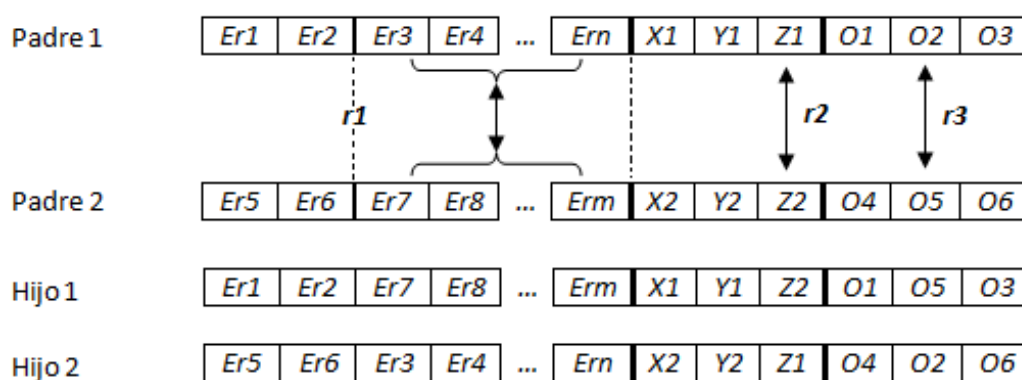 Padre 1 Er1 Er2 Er3 Er4 ... Ern X1 Y1 Z1 O1 O2 O3
r1 r2 r3
Padre 2 Er5 Er6 Er7 Er8 ... Erm X2 Y2 Z2 O4 O5 O6
Hijo 1 Er1 Er2 Er7 Er8 ... Erm X1 Y1 Z2 O1 O5 O3
Hijo 2 Er5 Er6 Er3 Er4 ... Ern X2 Y2 Z1 O4 O2 O6